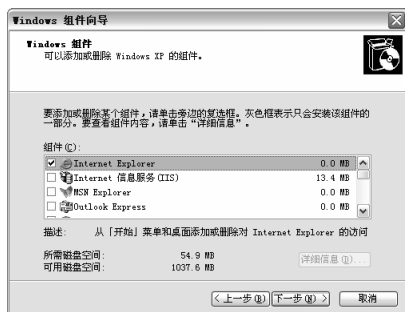 Windows 组件向导
Windows 组件
可以添加或删除 Windows XP 的组件。
要添加或删除某个组件，请单击旁边的复选框。灰色框表示只会安装该组件的
一部分。要查看组件内容，请单击“详细信息”。
组件(C):
Internet Explorer 0.0 MB
Internet 信息服务(IIS) 13.4 MB
MSN Explorer 0.0 MB
Outlook Express 0.0 MB
描述: 从「开始」菜单和桌面添加或删除对 Internet Explorer 的访问
所需磁盘空间: 54.9 MB
可用磁盘空间: 1037.6 MB
详细信息(D)...
< 上一步(B) 下一步(N) > 取消